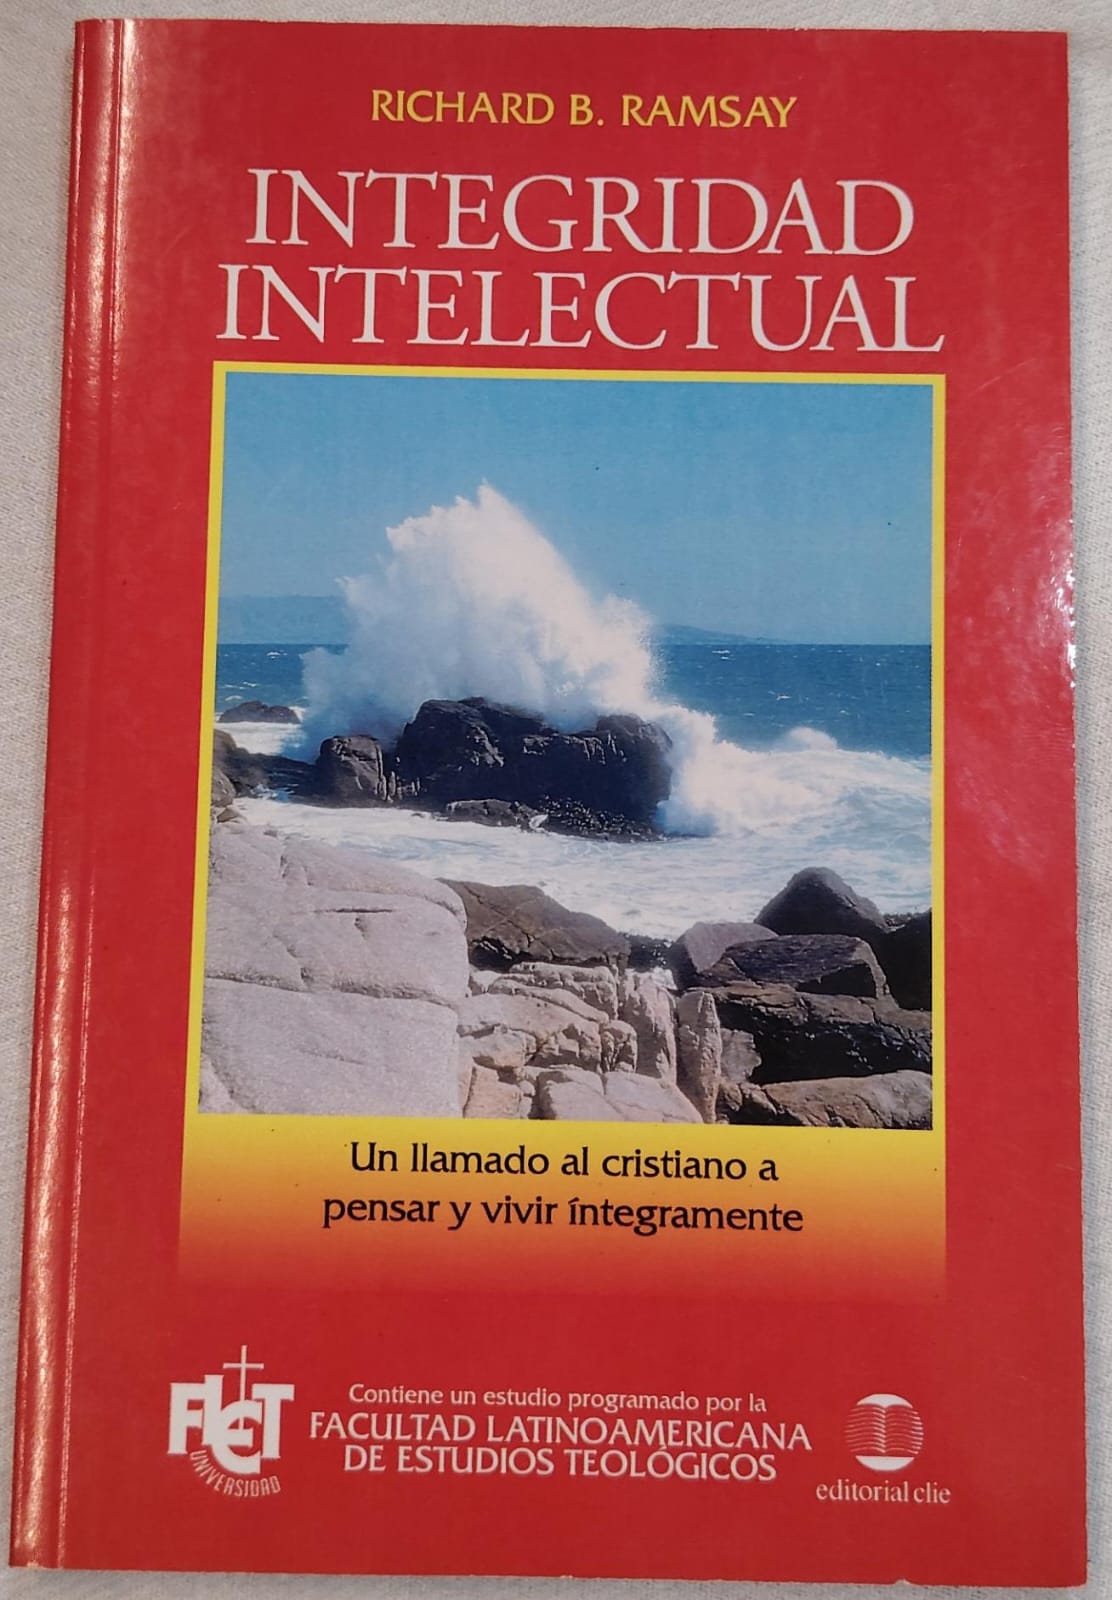 RICHARD B. RAMSAY
INTEGRIDAD
INTELECTUAL
Un llamado al cristiano a
pensar y vivir íntegramente
FLET
UNIVERSIDAD
Contiene un estudio programado por la
FACULTAD LATINOAMERICANA
DE ESTUDIOS TEOLÓGICOS
editorial clie